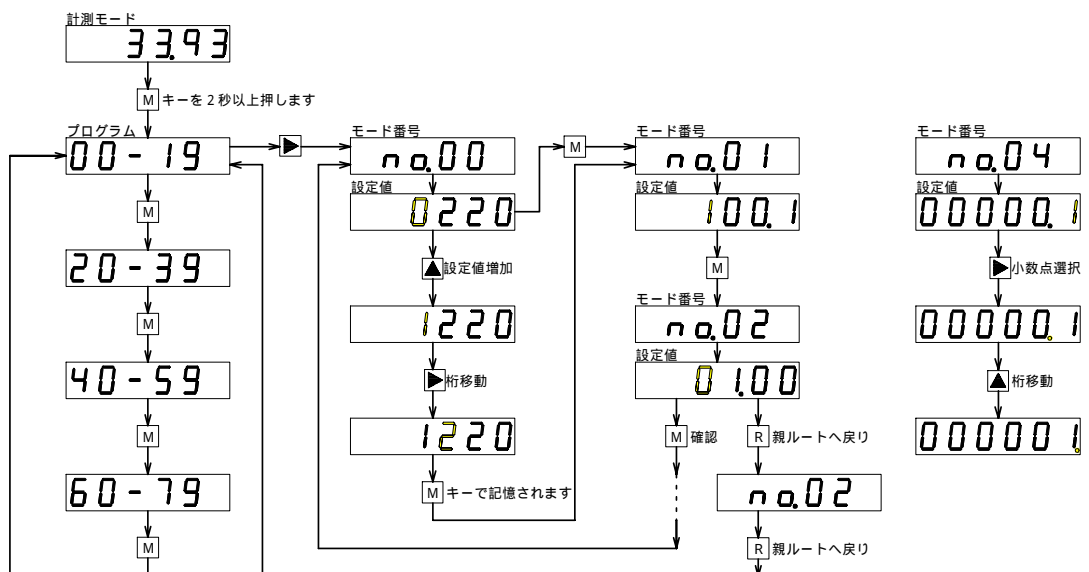 計測モード
33.93
M キーを2秒以上押します
プログラム
00-19
M
20-39
M
40-59
M
60-79
M
モード番号
no.00
設定値
0220
設定値増加
1220
桁移動
1220
M キーで記憶されます
M
モード番号
no.01
設定値
100.1
M
モード番号
no.02
設定値
01.00
M 確認
R 親ルートへ戻り
no.02
R 親ルートへ戻り
モード番号
no.04
設定値
00000.1
小数点選択
00000.1
桁移動
000001.